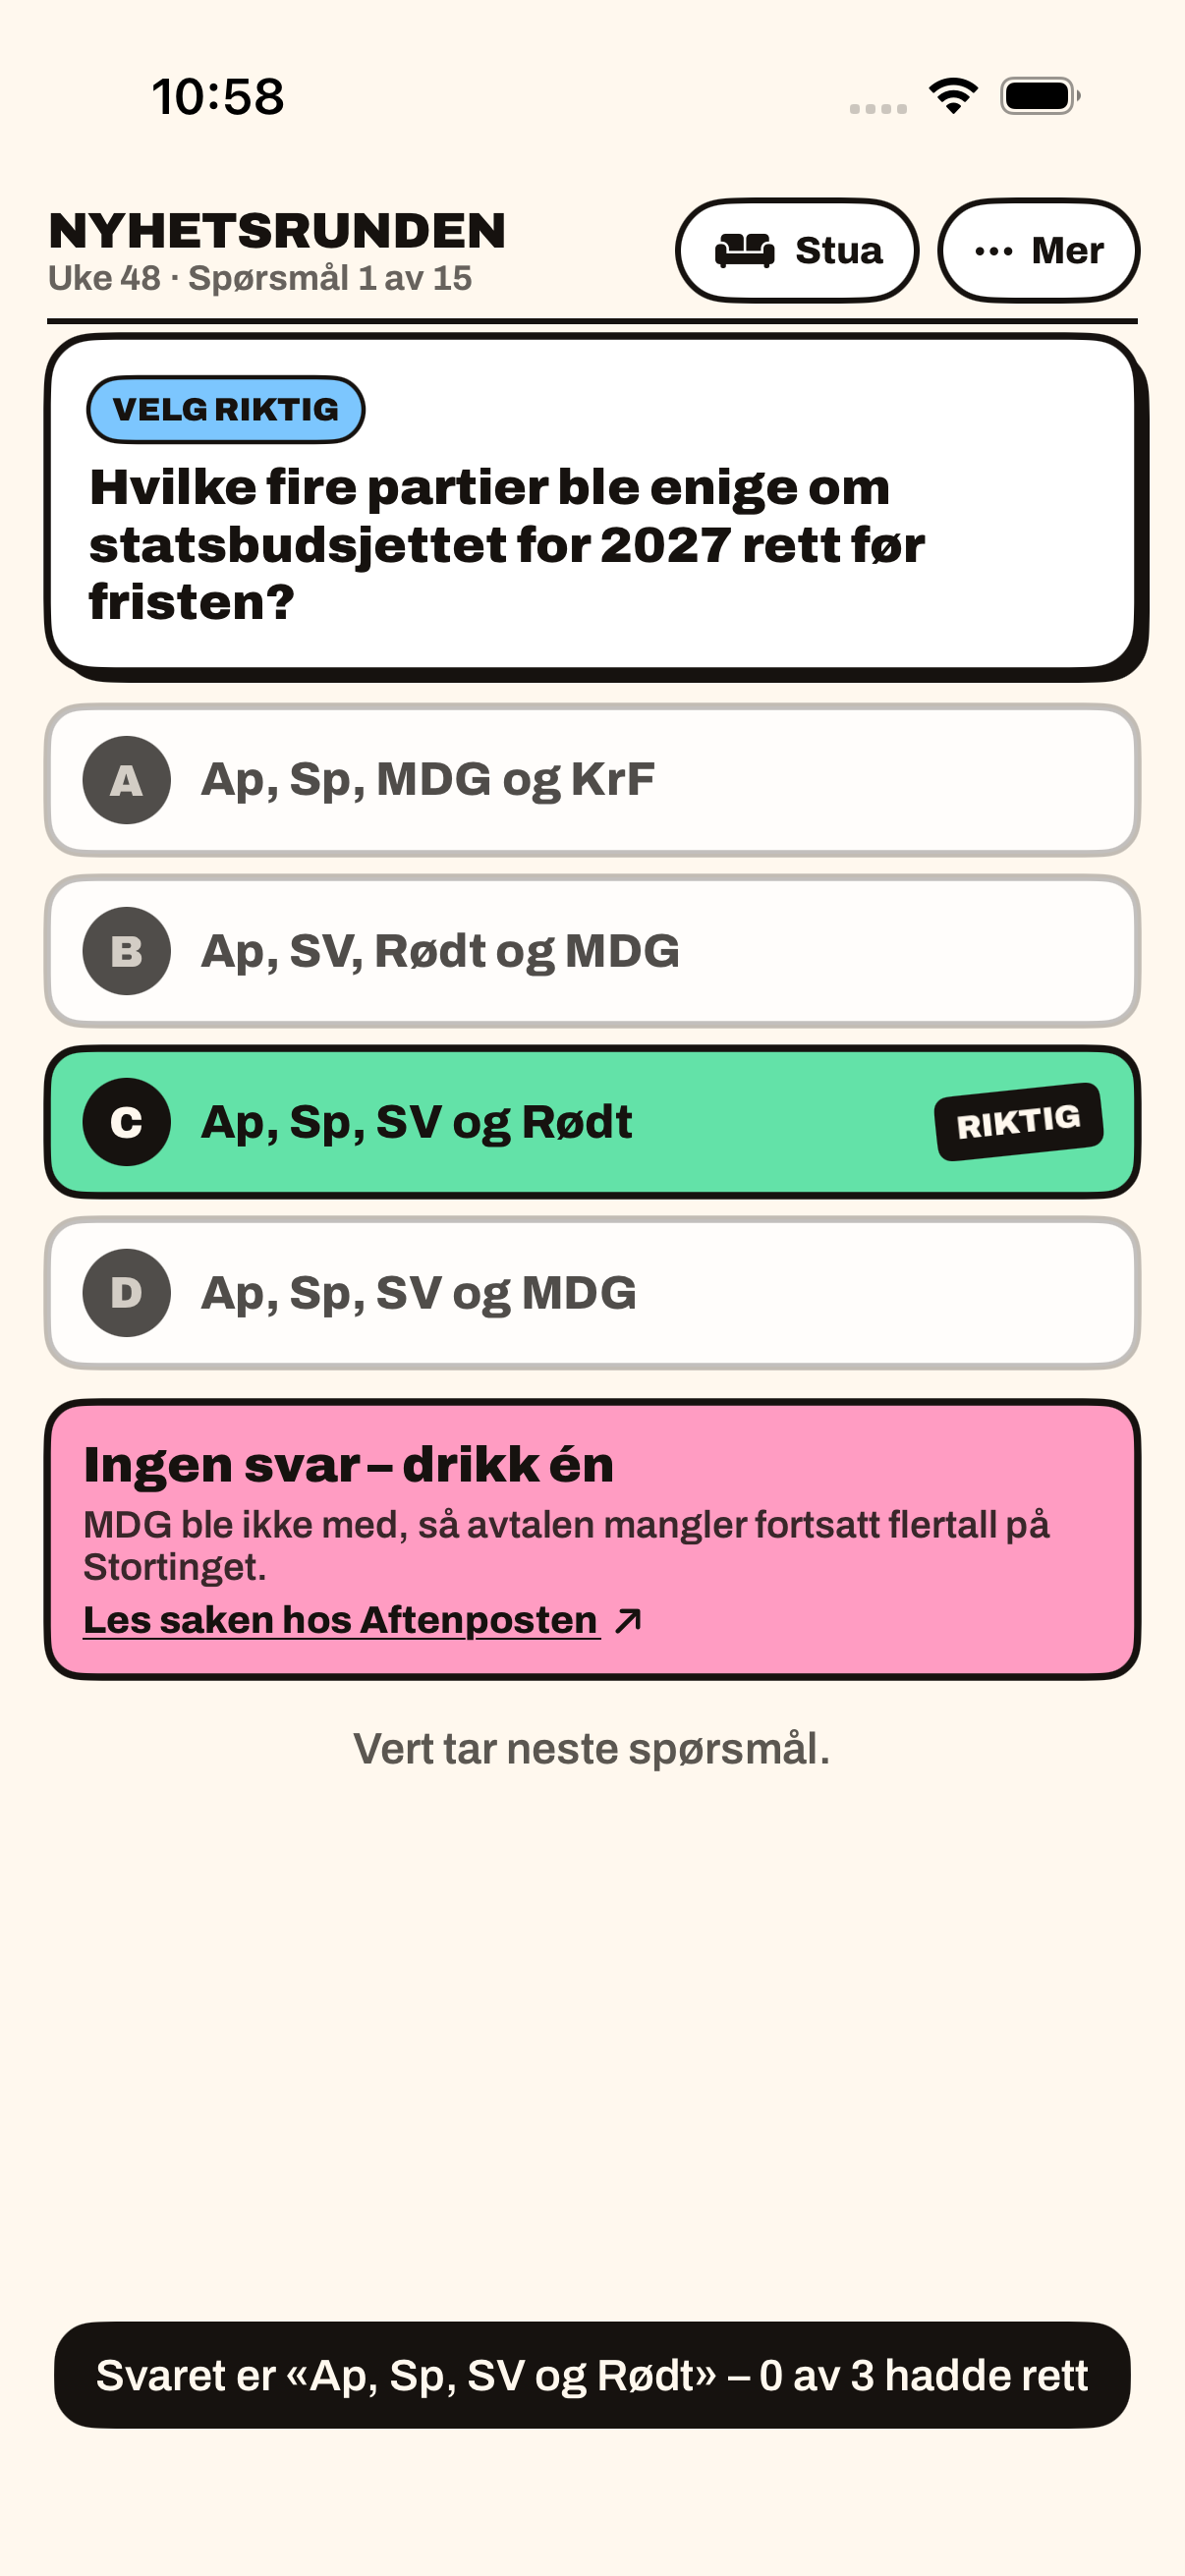 10:58
NYHETSRUNDEN
Uke 48 · Spørsmål 1 av 15
Stua
Mer
VELG RIKTIG
Hvilke fire partier ble enige om
statsbudsjettet for 2027 rett før
fristen?
A Ap, Sp, MDG og KrF
B Ap, SV, Rødt og MDG
C Ap, Sp, SV og Rødt
RIKTIG
D Ap, Sp, SV og MDG
Ingen svar – drikk én
MDG ble ikke med, så avtalen mangler fortsatt flertall på
Stortinget.
Les saken hos Aftenposten
Vert tar neste spørsmål.
Svaret er «Ap, Sp, SV og Rødt» – 0 av 3 hadde rett